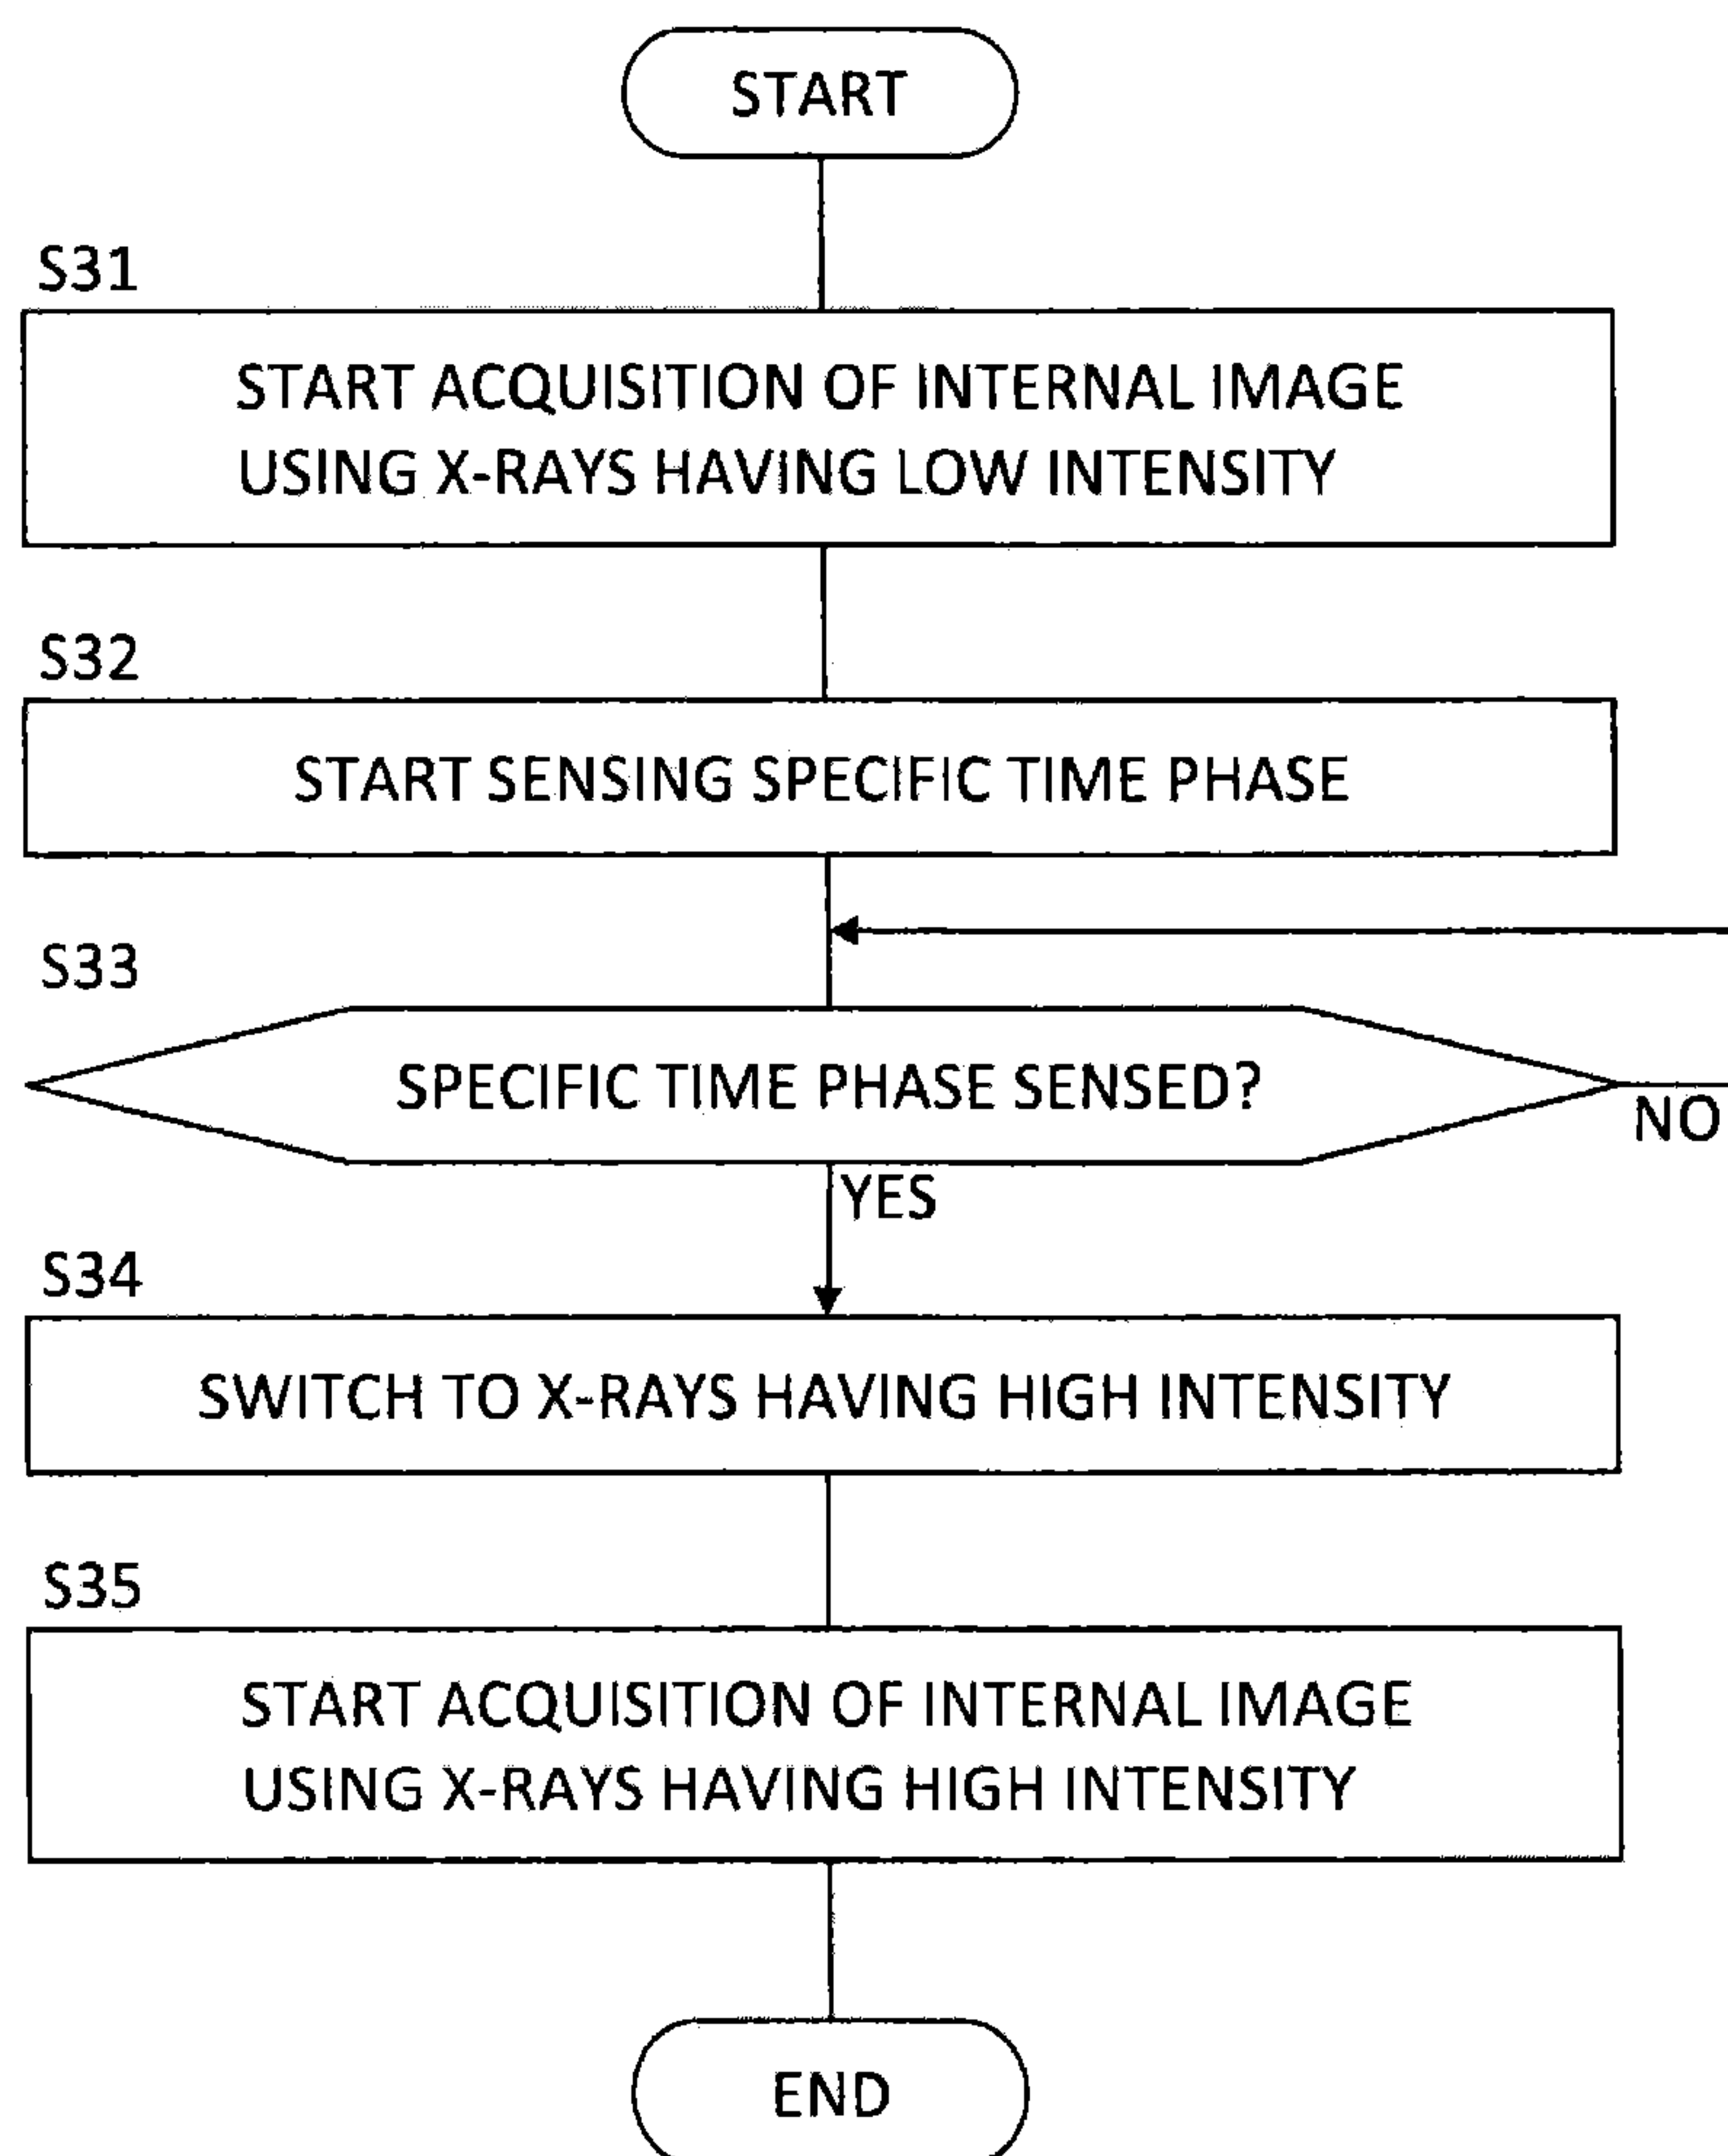 START
S31
START ACQUISITION OF INTERNAL IMAGE
USING X-RAYS HAVING LOW INTENSITY
S32
START SENSING SPECIFIC TIME PHASE
S33
SPECIFIC TIME PHASE SENSED?
NO
YES
S34
SWITCH TO X-RAYS HAVING HIGH INTENSITY
S35
START ACQUISITION OF INTERNAL IMAGE
USING X-RAYS HAVING HIGH INTENSITY
END